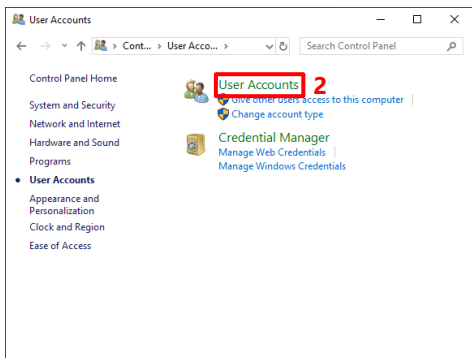 User Accounts
Cont... > User Acco... >
Search Control Panel
Control Panel Home
System and Security
Network and Internet
Hardware and Sound
Programs
User Accounts
Appearance and
Personalization
Clock and Region
Ease of Access
User Accounts 2
Give other users access to this computer
Change account type
Credential Manager
Manage Web Credentials
Manage Windows Credentials